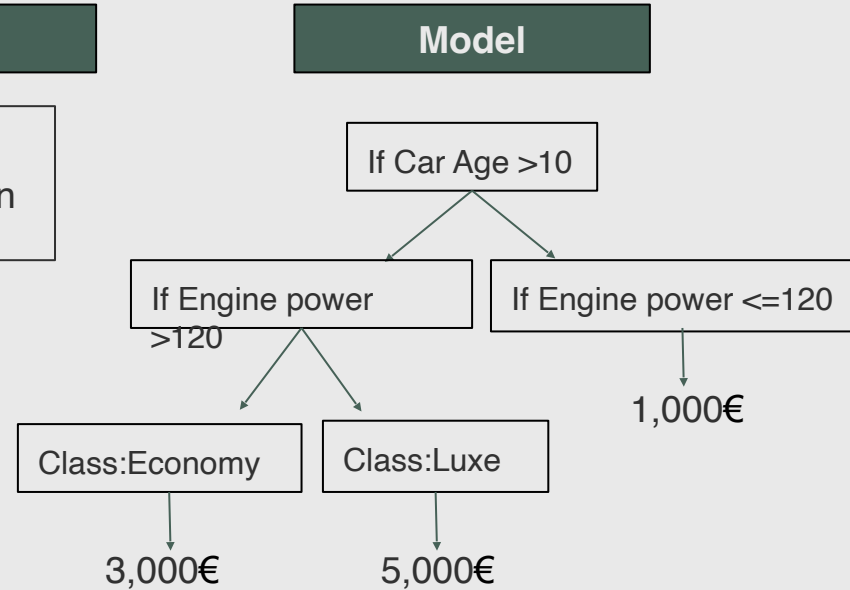 Model
n
If Car Age >10
If Engine power
>120
If Engine power <=120
1,000€
Class:Economy
Class:Luxe
3,000€
5,000€